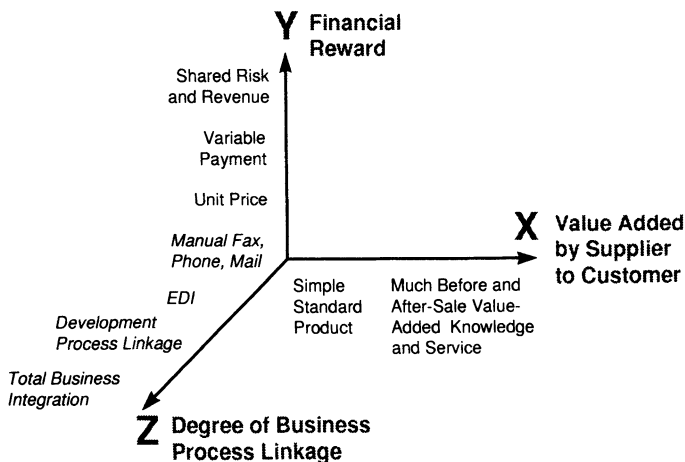 Y Financial
Reward
Shared Risk
and Revenue
Variable
Payment
Unit Price
Manual Fax,
Phone, Mail
EDI
Development
Process Linkage
Total Business
Integration
X Value Added
by Supplier
to Customer
Simple
Standard
Product
Much Before and
After-Sale Value-
Added Knowledge
and Service
Z Degree of Business
Process Linkage